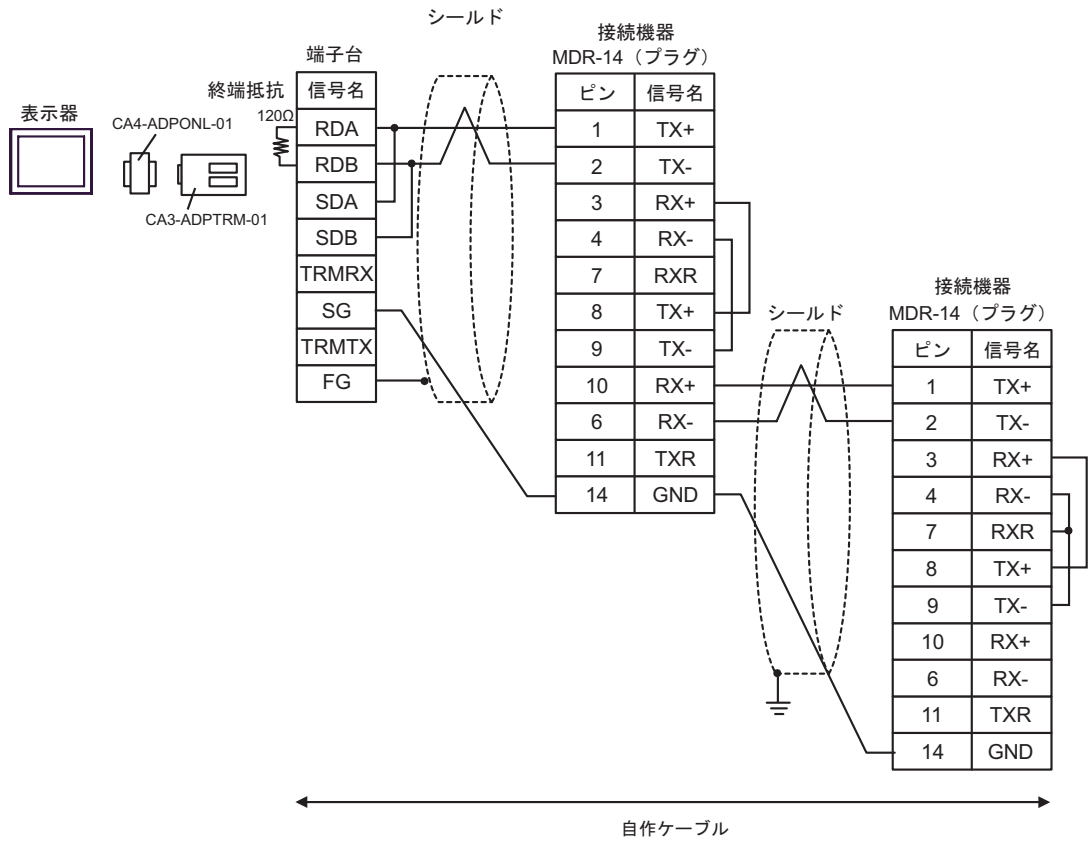 シールド
接続機器
MDR-14（プラグ）
端子台
終端抵抗
120Ω
表示器
CA4-ADPONL-01
CA3-ADPTRM-01
信号名
RDA
RDB
SDA
SDB
TRMRX
SG
TRMTX
FG
ピン 信号名
1 TX+
2 TX-
3 RX+
4 RX-
7 RXR
8 TX+
9 TX-
10 RX+
6 RX-
11 TXR
14 GND
シールド
接続機器
MDR-14（プラグ）
ピン 信号名
1 TX+
2 TX-
3 RX+
4 RX-
7 RXR
8 TX+
9 TX-
10 RX+
6 RX-
11 TXR
14 GND
自作ケーブル